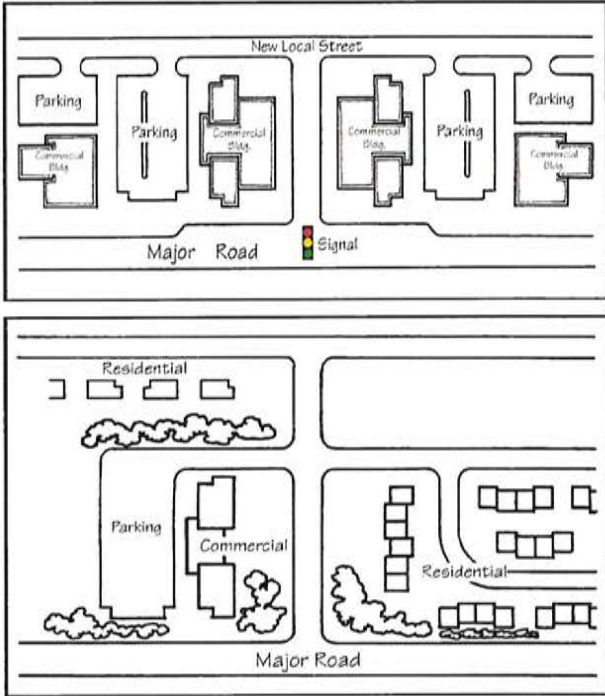 New Local Street
Parking
Parking
Commercial
Bldg.
Commercial
Bldg.
Parking
Parking
Commercial
Bldg.
Commercial
Bldg.
Major Road
Signal
Residential
Parking
Commercial
Residential
Major Road